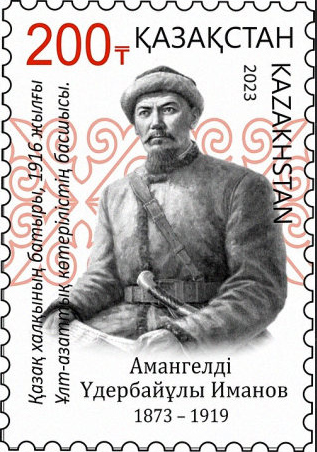 200₸
ҚАЗАҚСТАН
KAZAKHSTAN
2023
Қазақ халқының батыры, 1916 жылғы
Ұлт-азаттық көтерілістің басшысы.
Амангелді
Үдербайұлы Иманов
1873 – 1919